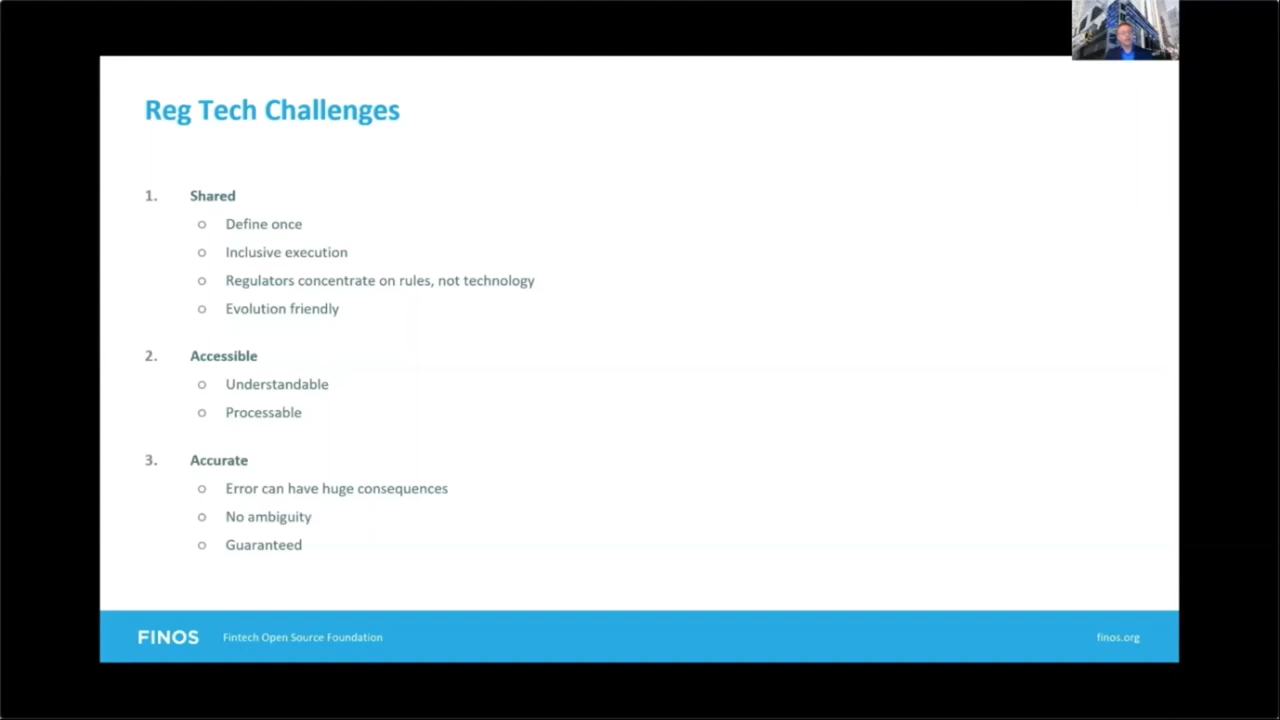 Reg Tech Challenges
1. Shared
○ Define once
○ Inclusive execution
○ Regulators concentrate on rules, not technology
○ Evolution friendly
2. Accessible
○ Understandable
○ Processable
3. Accurate
○ Error can have huge consequences
○ No ambiguity
○ Guaranteed
FINOS Fintech Open Source Foundation finos.org